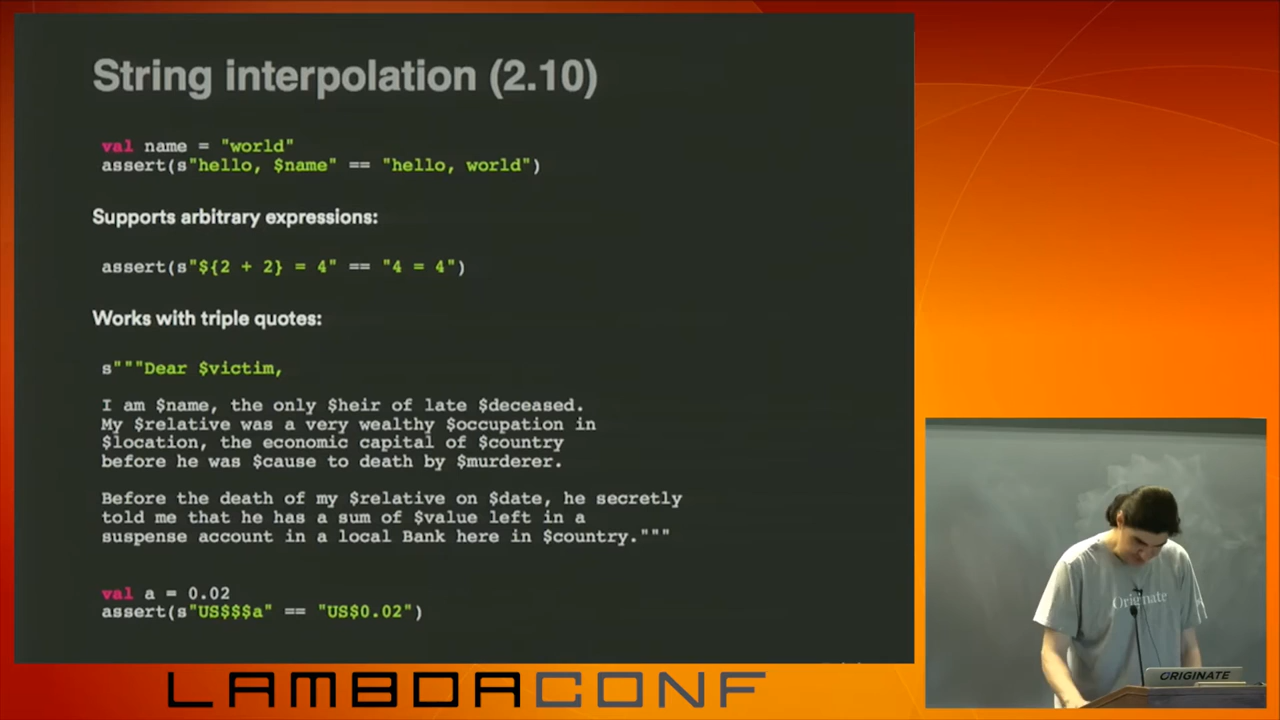 String interpolation (2.10)
val name = "world"
assert(s"hello, $name" == "hello, world")
Supports arbitrary expressions:
assert(s"${2 + 2} = 4" == "4 = 4")
Works with triple quotes:
s"""Dear $victim,
I am $name, the only $heir of late $deceased.
My $relative was a very wealthy $occupation in
$location, the economic capital of $country
before he was $cause to death by $murderer.
Before the death of my $relative on $date, he secretly
told me that he has a sum of $value left in a
suspense account in a local Bank here in $country."""
val a = 0.02
assert(s"US$$$a" == "US$0.02")
Originate
ORIGINATE
LAMBDACONF